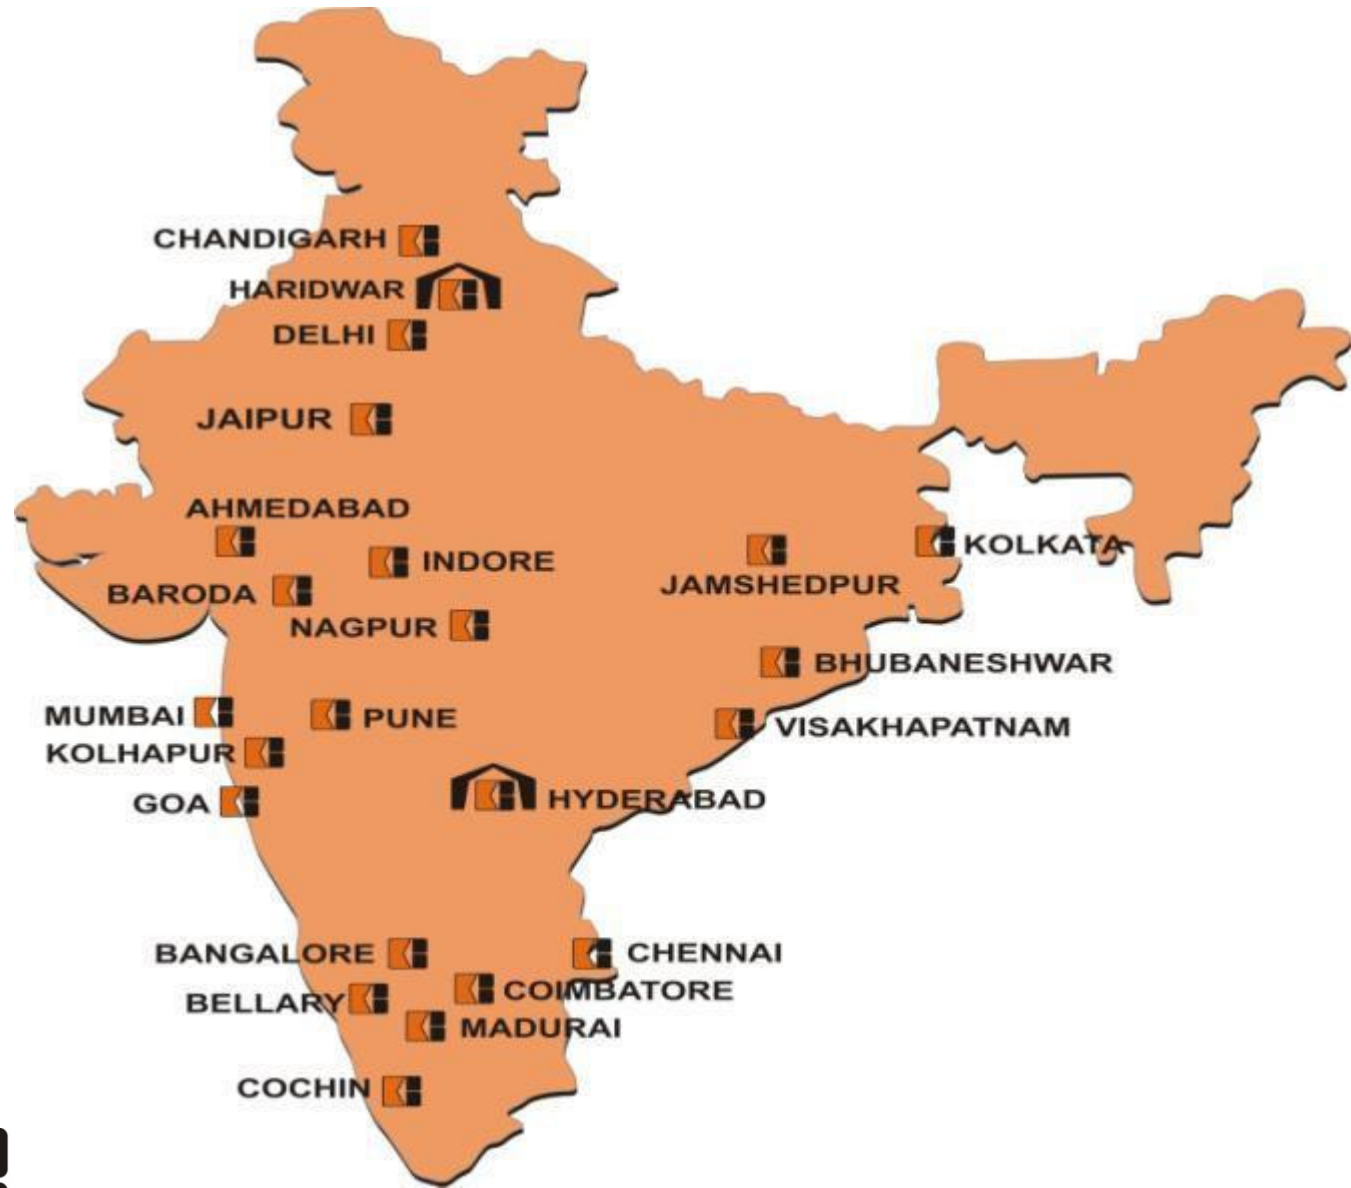 CHANDIGARH
HARIDWAR
DELHI
JAIPUR
AHMEDABAD
INDORE
KOLKATA
JAMSHEDPUR
BARODA
NAGPUR
BHUBANESHWAR
MUMBAI
PUNE
VISAKHAPATNAM
KOLHAPUR
GOA
HYDERABAD
BANGALORE
CHENNAI
COIMBATORE
BELLARY
MADURAI
COCHIN